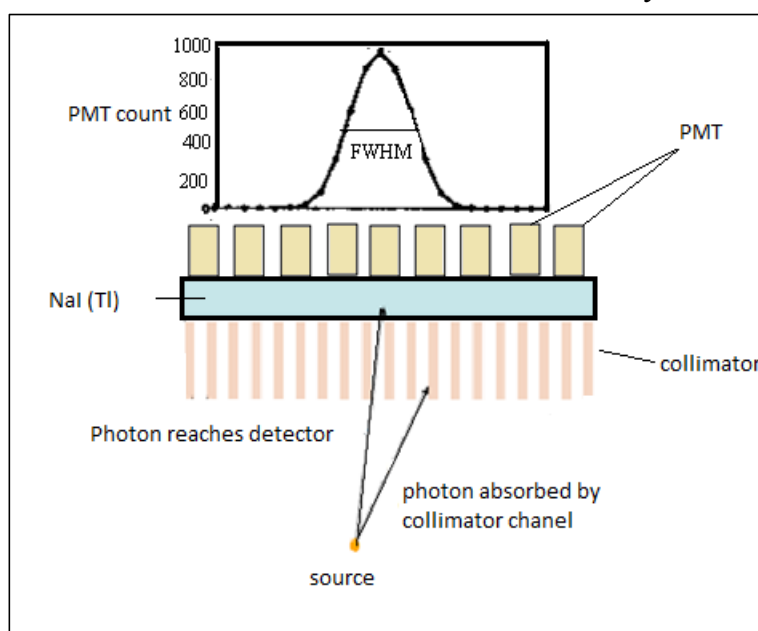 1000
800
PMT count
600
PMT
400
FWHM
200
0
NaI (Tl)
collimator
Photon reaches detector
photon absorbed by
collimator chanel
source